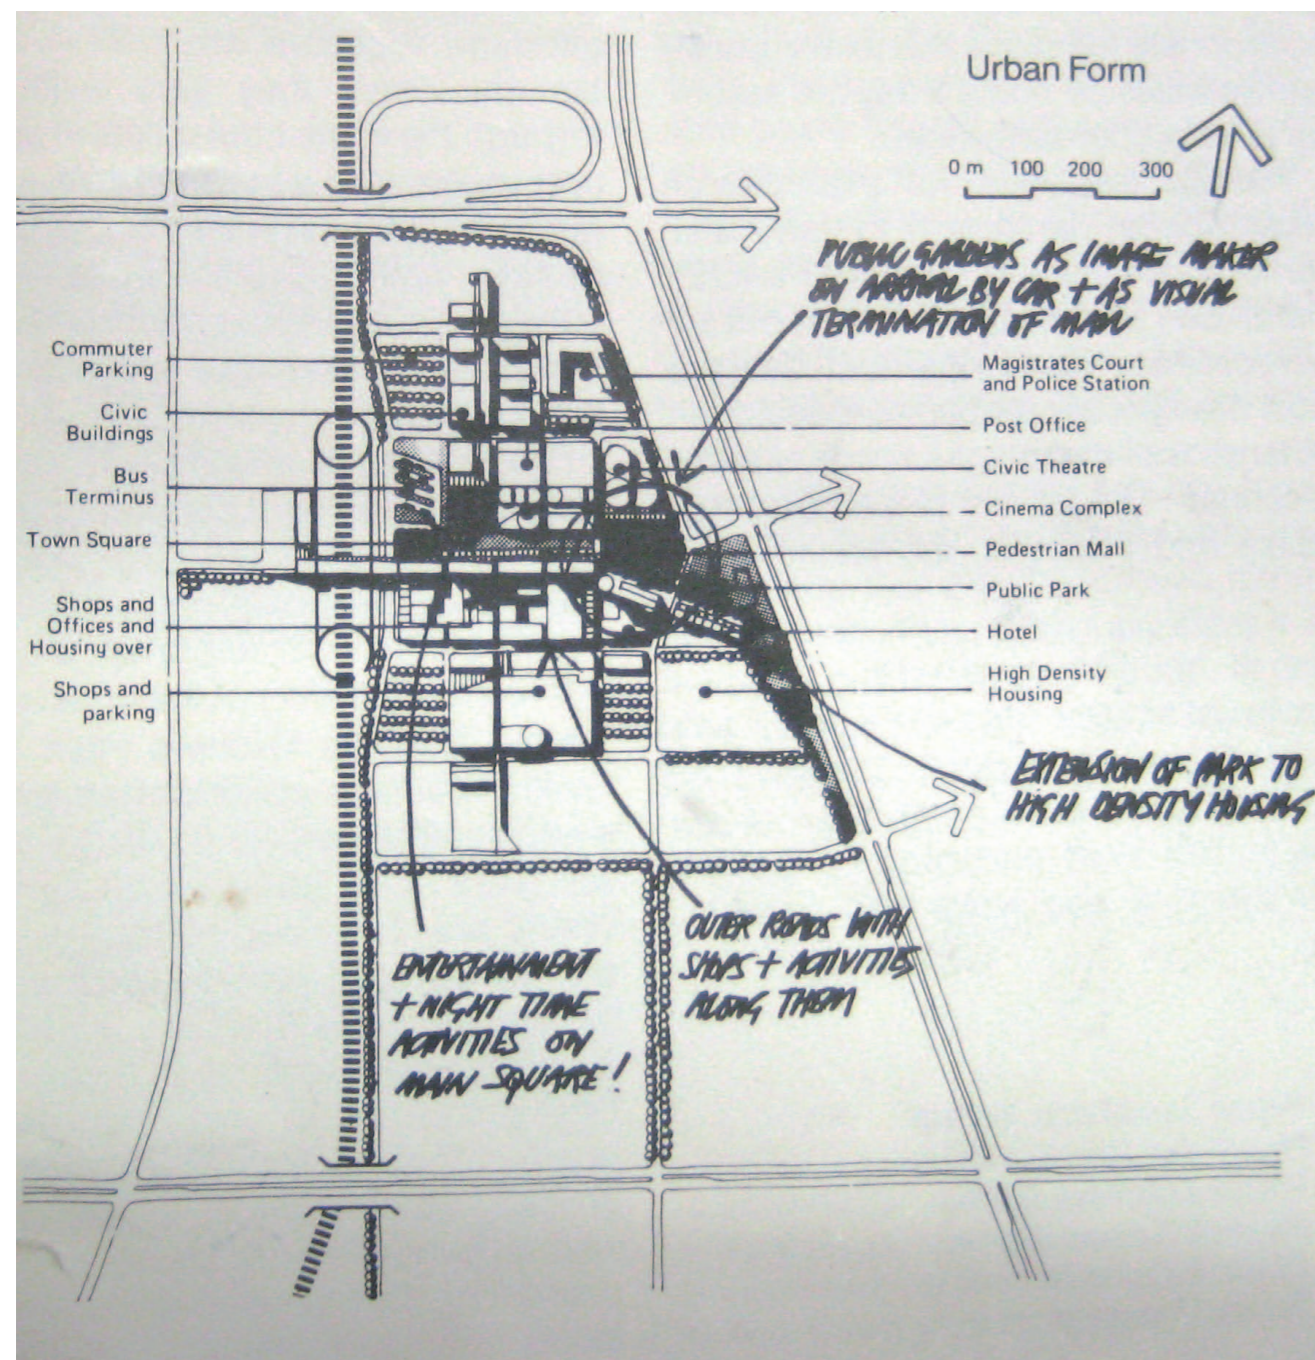 Urban Form
0 m 100 200 300
PUBLIC GARDENS AS IMAGE MAKER
ON ARRIVAL BY CAR + AS VISUAL
TERMINATION OF MALL
Commuter
Parking
Civic
Buildings
Bus
Terminus
Town Square
Shops and
Offices and
Housing over
Shops and
parking
Magistrates Court
and Police Station
Post Office
Civic Theatre
Cinema Complex
Pedestrian Mall
Public Park
Hotel
High Density
Housing
EXTENSION OF PARK TO
HIGH DENSITY HOUSING
OUTER ROADS WITH
SHOPS + ACTIVITIES
ALONG THEM
ENTERTAINMENT
+ NIGHT TIME
ACTIVITIES ON
MAIN SQUARE!